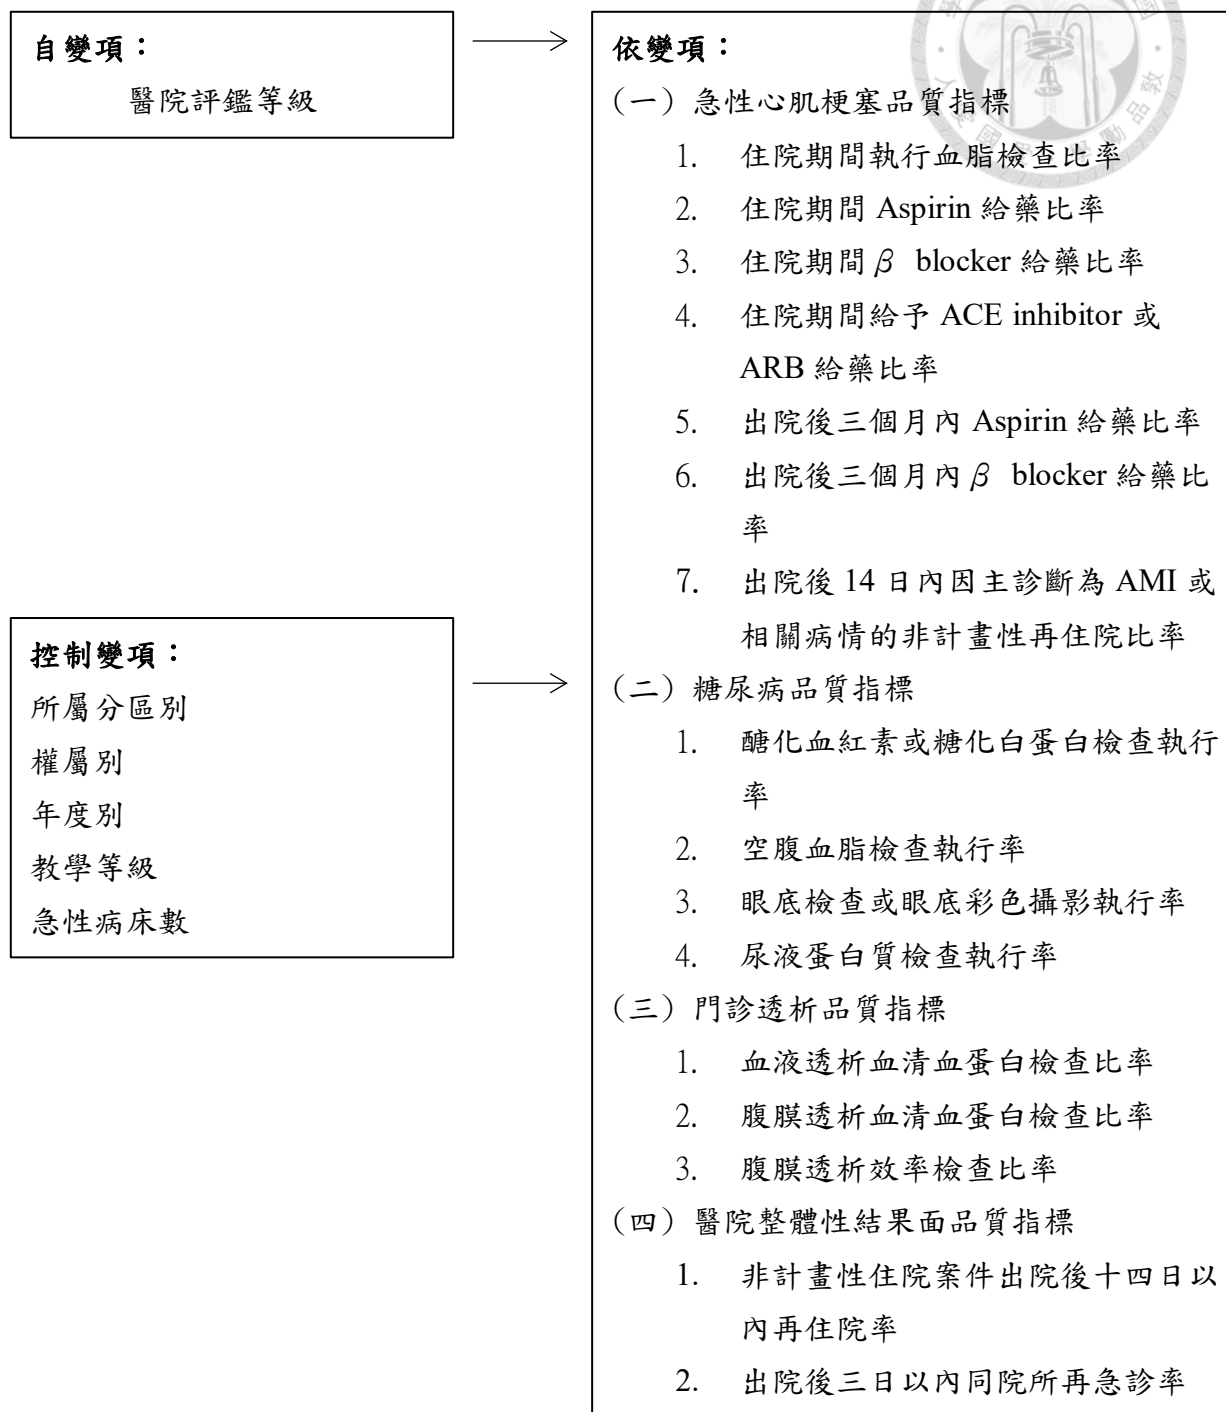 自變項：
醫院評鑑等級
控制變項：
所屬分區別
權屬別
年度別
教學等級
急性病床數
依變項：
（一）急性心肌梗塞品質指標
1. 住院期間執行血脂檢查比率
2. 住院期間 Aspirin 給藥比率
3. 住院期間β blocker 給藥比率
4. 住院期間給予 ACE inhibitor 或
ARB 給藥比率
5. 出院後三個月內 Aspirin 給藥比率
6. 出院後三個月內β blocker 給藥比
率
7. 出院後 14 日內因主診斷為 AMI 或
相關病情的非計畫性再住院比率
（二）糖尿病品質指標
1. 醣化血紅素或糖化白蛋白檢查執行
率
2. 空腹血脂檢查執行率
3. 眼底檢查或眼底彩色攝影執行率
4. 尿液蛋白質檢查執行率
（三）門診透析品質指標
1. 血液透析血清血蛋白檢查比率
2. 腹膜透析血清血蛋白檢查比率
3. 腹膜透析效率檢查比率
（四）醫院整體性結果面品質指標
1. 非計畫性住院案件出院後十四日以
內再住院率
2. 出院後三日以內同院所再急診率